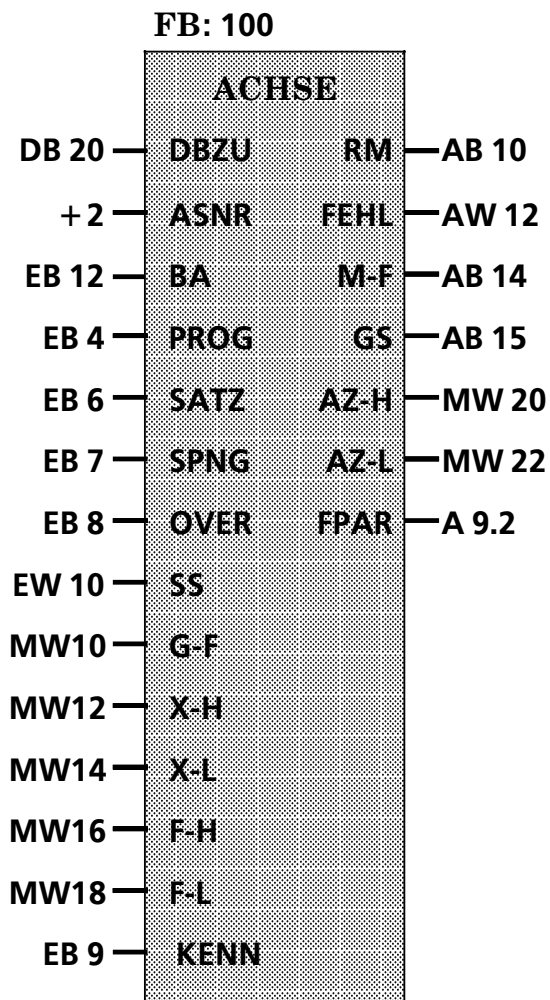 FB: 100
ACHSE
DB 20 DBZU RM AB 10
+ 2 ASNR FEHL AW 12
EB 12 BA M-F AB 14
EB 4 PROG GS AB 15
EB 6 SATZ AZ-H MW 20
EB 7 SPNG AZ-L MW 22
EB 8 OVER FPAR A 9.2
EW 10 SS
MW10 G-F
MW12 X-H
MW14 X-L
MW16 F-H
MW18 F-L
EB 9 KENN